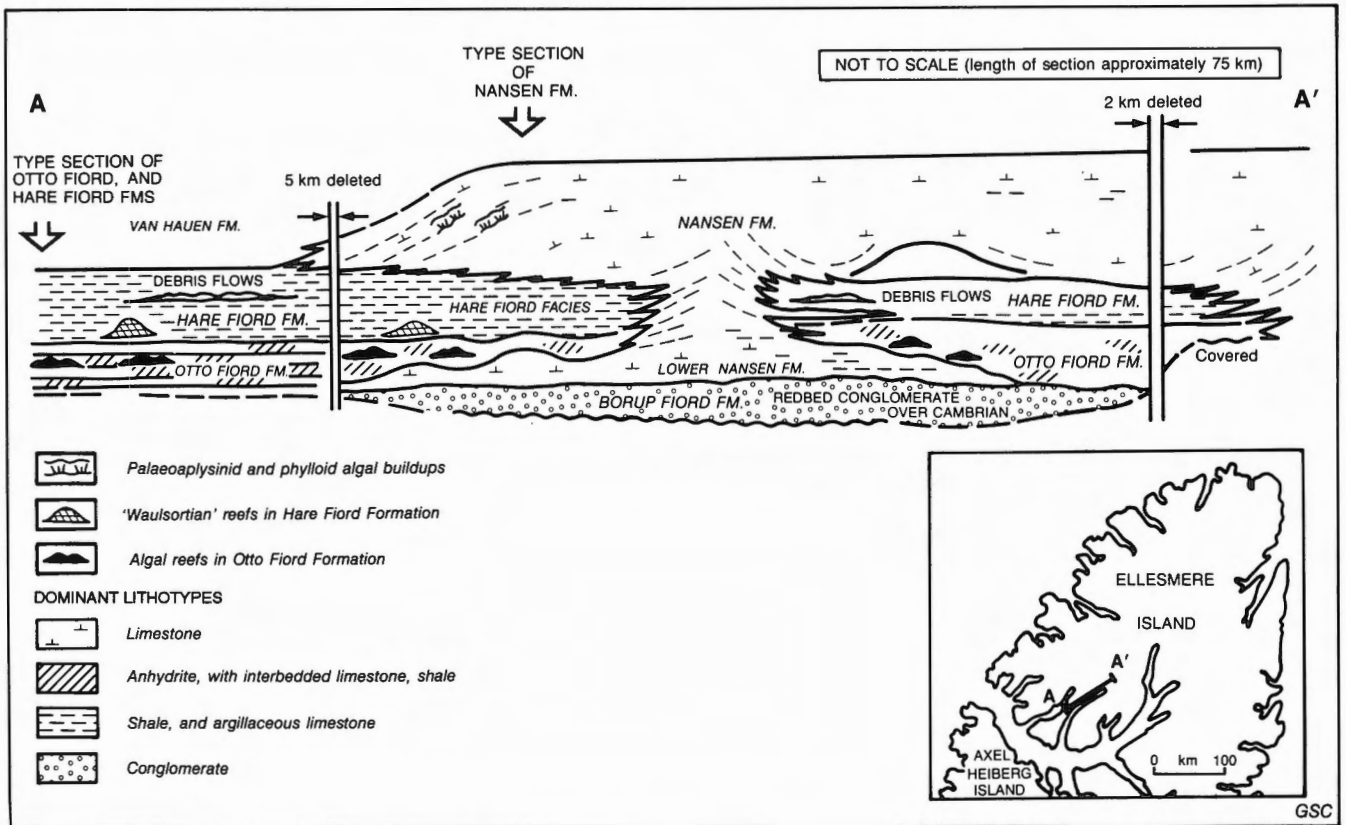 TYPE SECTION
OF
NANSEN FM.
NOT TO SCALE (length of section approximately 75 km)
A
A'
2 km deleted
TYPE SECTION OF
OTTO FIORD, AND
HARE FIORD FMS
5 km deleted
VAN HAUEN FM.
NANSEN FM.
DEBRIS FLOWS
HARE FIORD FM.
HARE FIORD FACIES
DEBRIS FLOWS
HARE FIORD FM.
OTTO FIORD FM.
LOWER NANSEN FM.
OTTO FIORD FM.
Covered
BORUP FIORD FM.
REDBED CONGLOMERATE
OVER CAMBRIAN
Palaeoaplysinid and phylloid algal buildups
'Waulsortian' reefs in Hare Fiord Formation
Algal reefs in Otto Fiord Formation
DOMINANT LITHOTYPES
Limestone
Anhydrite, with interbedded limestone, shale
Shale, and argillaceous limestone
Conglomerate
ELLESMERE
ISLAND
A'
A
AXEL
HEIBERG
ISLAND
0 km 100
GSC